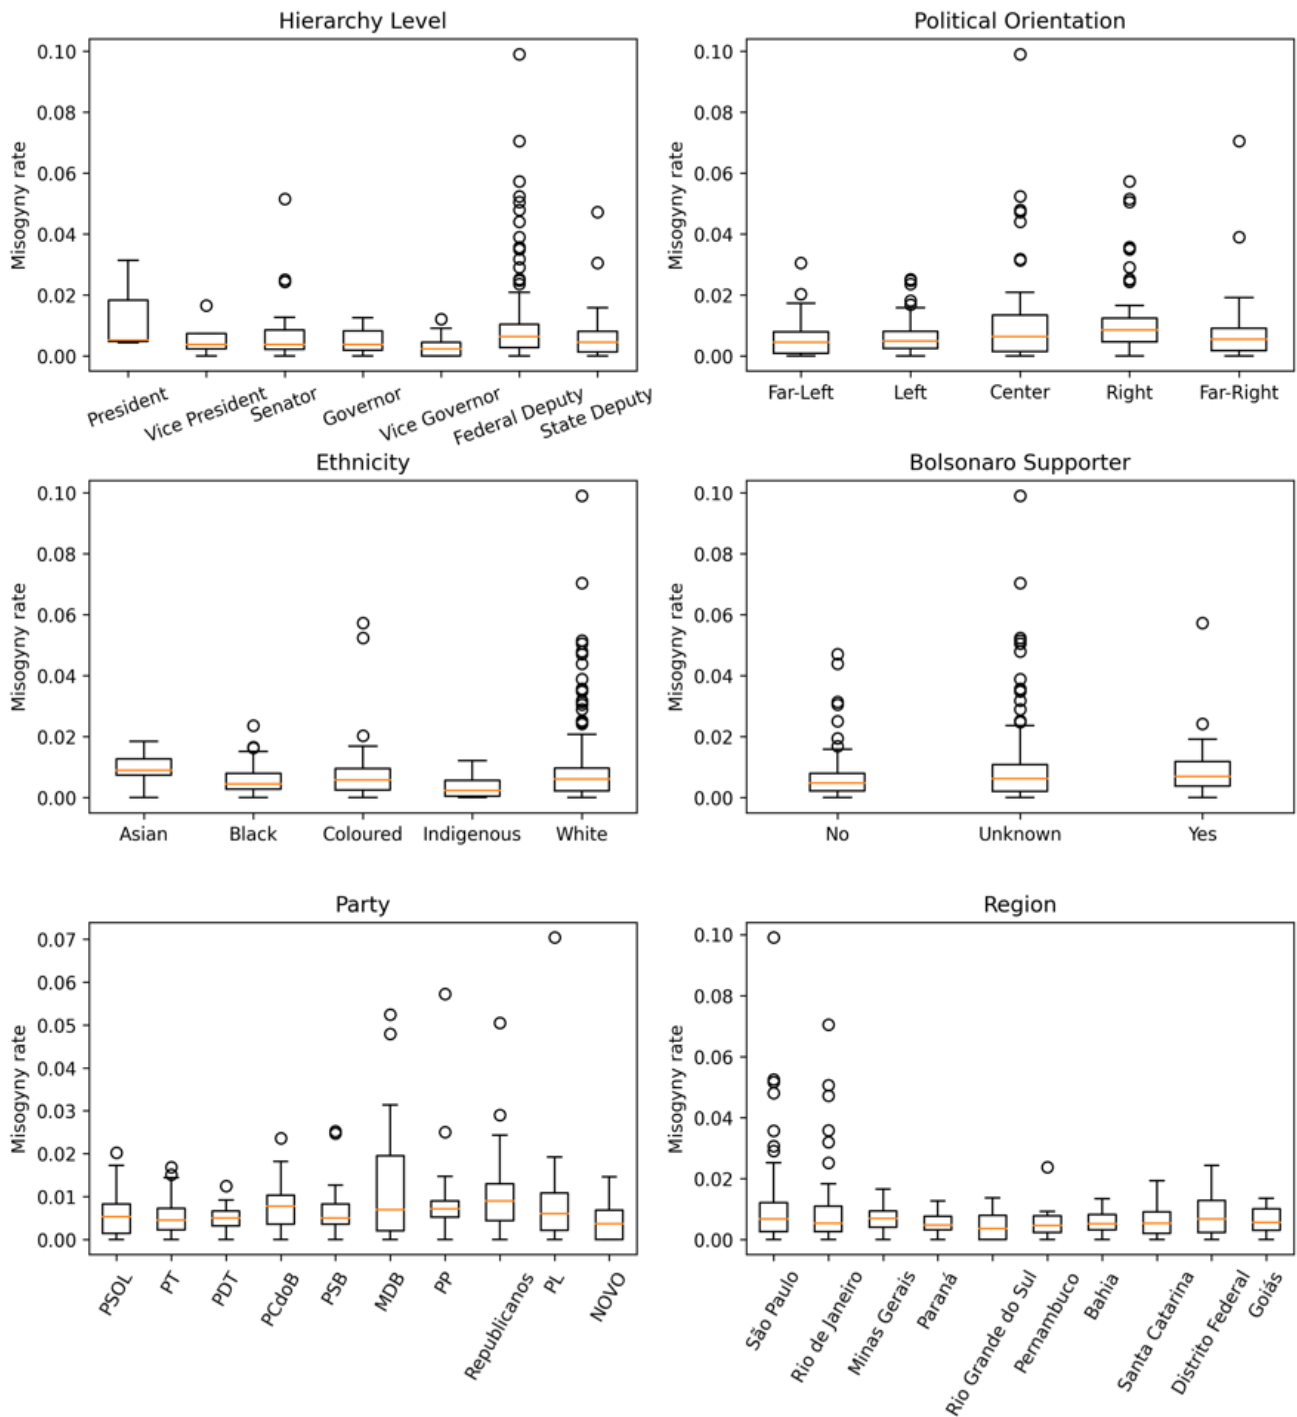 Hierarchy Level
Misogyny rate
0.10
0.08
0.06
0.04
0.02
0.00
President
Vice President
Senator
Governor
Vice Governor
Federal Deputy
State Deputy
Political Orientation
Misogyny rate
0.10
0.08
0.06
0.04
0.02
0.00
Far-Left Left Center Right Far-Right
Ethnicity
Misogyny rate
0.10
0.08
0.06
0.04
0.02
0.00
Asian Black Coloured Indigenous White
Bolsonaro Supporter
Misogyny rate
0.10
0.08
0.06
0.04
0.02
0.00
No Unknown Yes
Party
Misogyny rate
0.07
0.06
0.05
0.04
0.03
0.02
0.01
0.00
PSOL
PT
PDT
PCdoB
PSB
MDB
PP
Republicanos
PL
NOVO
Region
Misogyny rate
0.10
0.08
0.06
0.04
0.02
0.00
São Paulo
Rio de Janeiro
Minas Gerais
Paraná
Rio Grande do Sul
Pernambuco
Bahia
Santa Catarina
Distrito Federal
Goiás